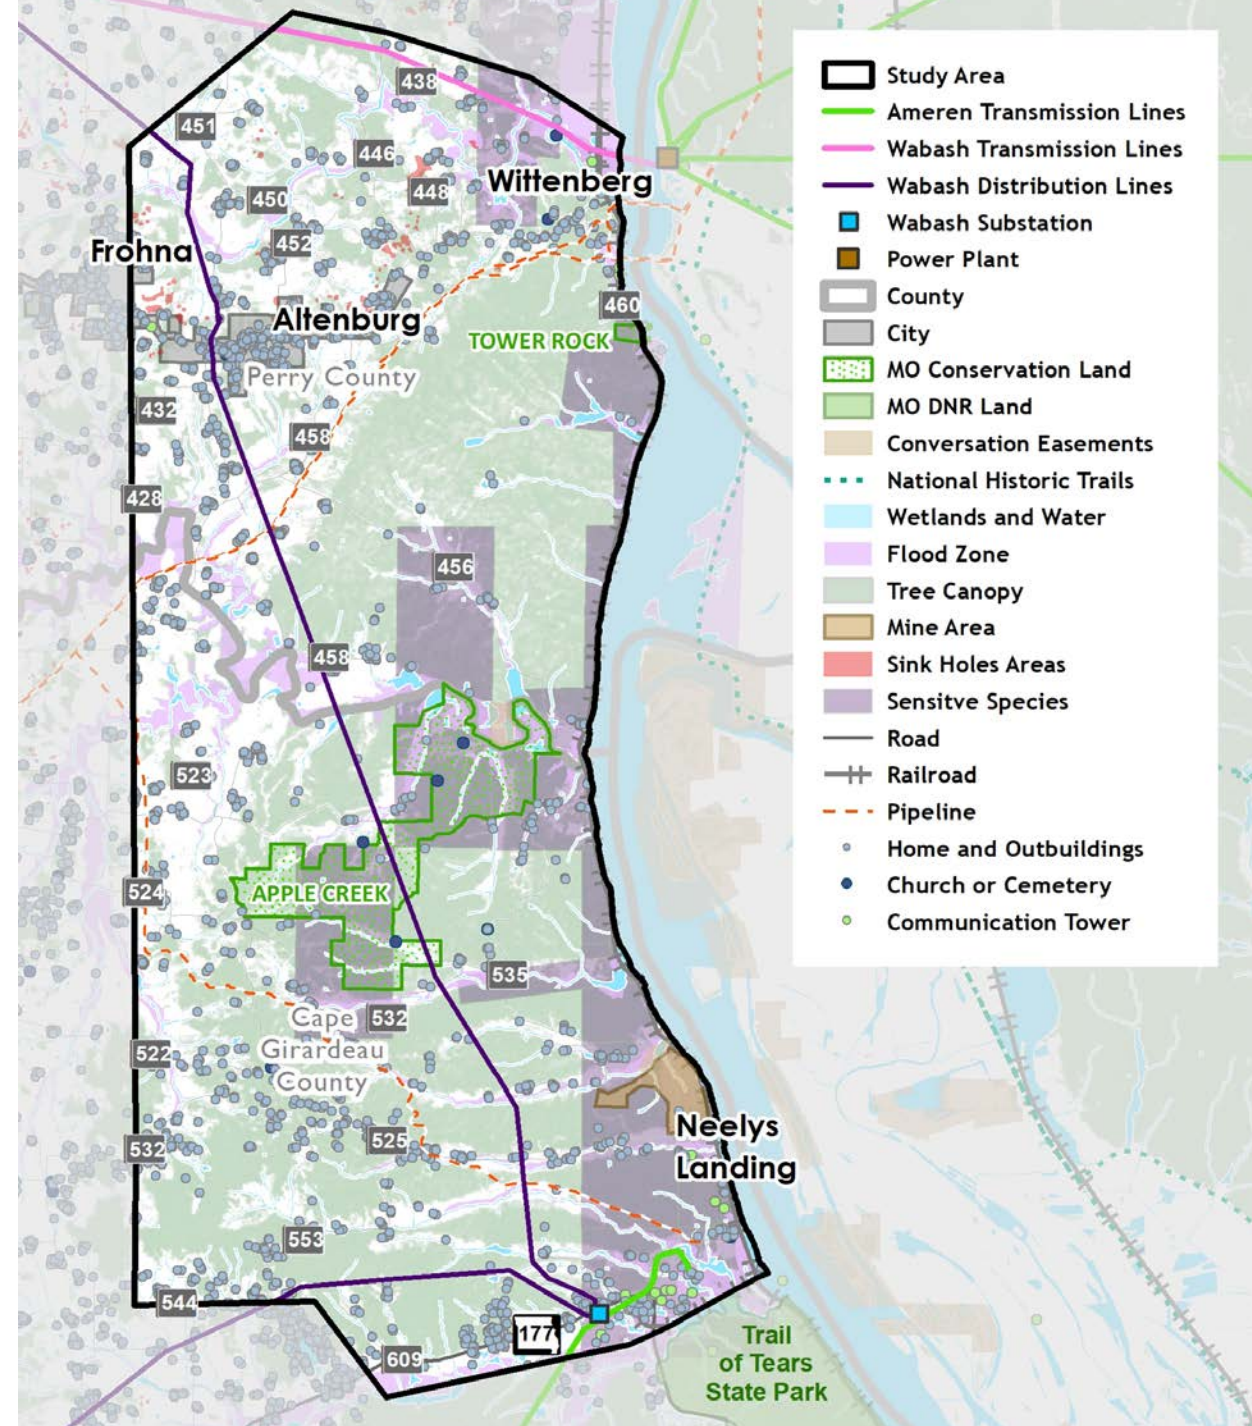 438
451
446
Wittenberg
448
450
452
Frohna
460
Altenburg
TOWER ROCK
Perry County
432
458
428
456
458
523
524
APPLE CREEK
535
Cape
Girardeau
County
532
522
525
532
Neelys
Landing
553
544
177
609
Trail
of Tears
State Park
Study Area
Ameren Transmission Lines
Wabash Transmission Lines
Wabash Distribution Lines
Wabash Substation
Power Plant
County
City
MO Conservation Land
MO DNR Land
Conversation Easements
National Historic Trails
Wetlands and Water
Flood Zone
Tree Canopy
Mine Area
Sink Holes Areas
Sensitve Species
Road
Railroad
Pipeline
Home and Outbuildings
Church or Cemetery
Communication Tower